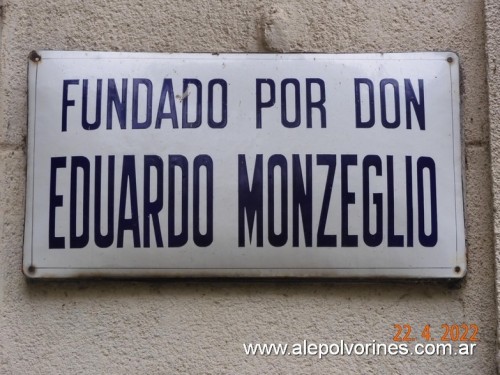 FUNDADO POR DON
EDUARDO MONZEGLIO
22.4.2022
www.alepolvorines.com.ar